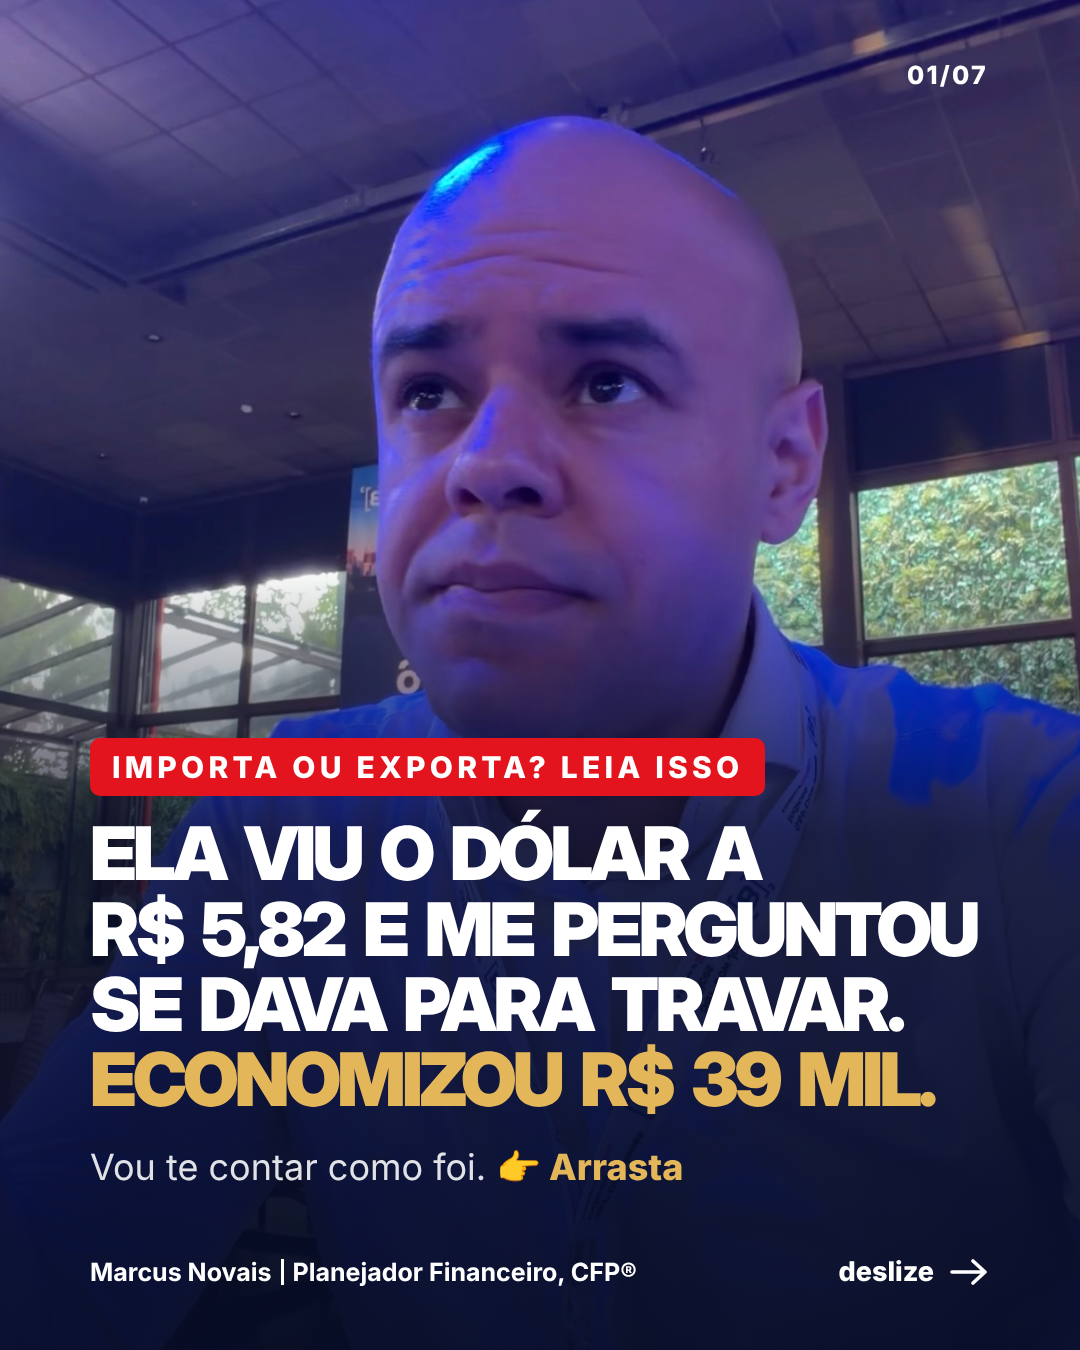 01/07
IMPORTA OU EXPORTA? LEIA ISSO
ELA VIU O DÓLAR A
R$ 5,82 E ME PERGUNTOU
SE DAVA PARA TRAVAR.
ECONOMIZOU R$ 39 MIL.
Vou te contar como foi. 👉 Arrasta
Marcus Novais | Planejador Financeiro, CFP®
deslize →